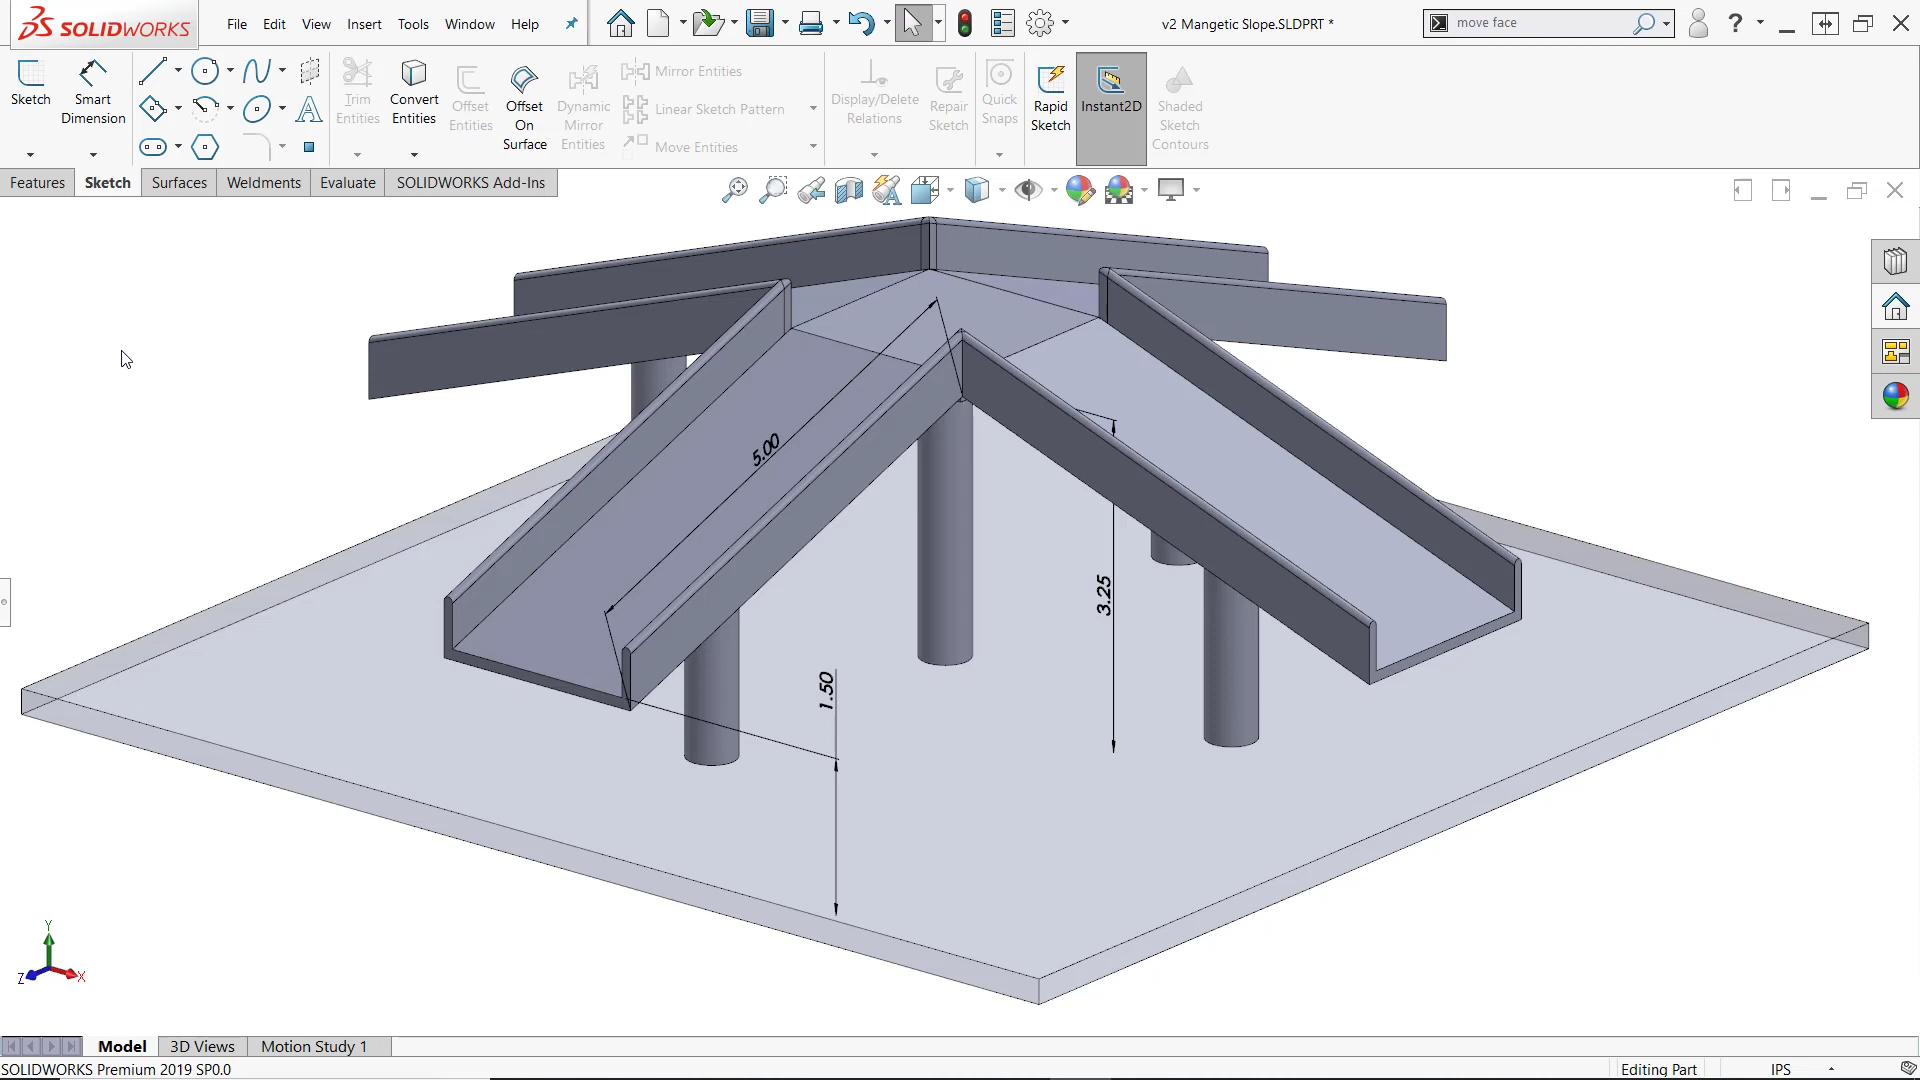 SOLIDWORKS
File Edit View Insert Tools Window Help
v2 Mangetic Slope.SLDPRT *
move face
?
Sketch
Smart
Dimension
Trim
Entities
Convert
Entities
Offset
Entities
Offset
On
Surface
Dynamic
Mirror
Entities
Mirror Entities
Linear Sketch Pattern
Move Entities
Display/Delete
Relations
Repair
Sketch
Quick
Snaps
Rapid
Sketch
Instant2D
Shaded
Sketch
Contours
Features Sketch Surfaces Weldments Evaluate SOLIDWORKS Add-Ins
5.00
3.25
1.50
Y
Z X
Model 3D Views Motion Study 1
SOLIDWORKS Premium 2019 SP0.0 Editing Part IPS